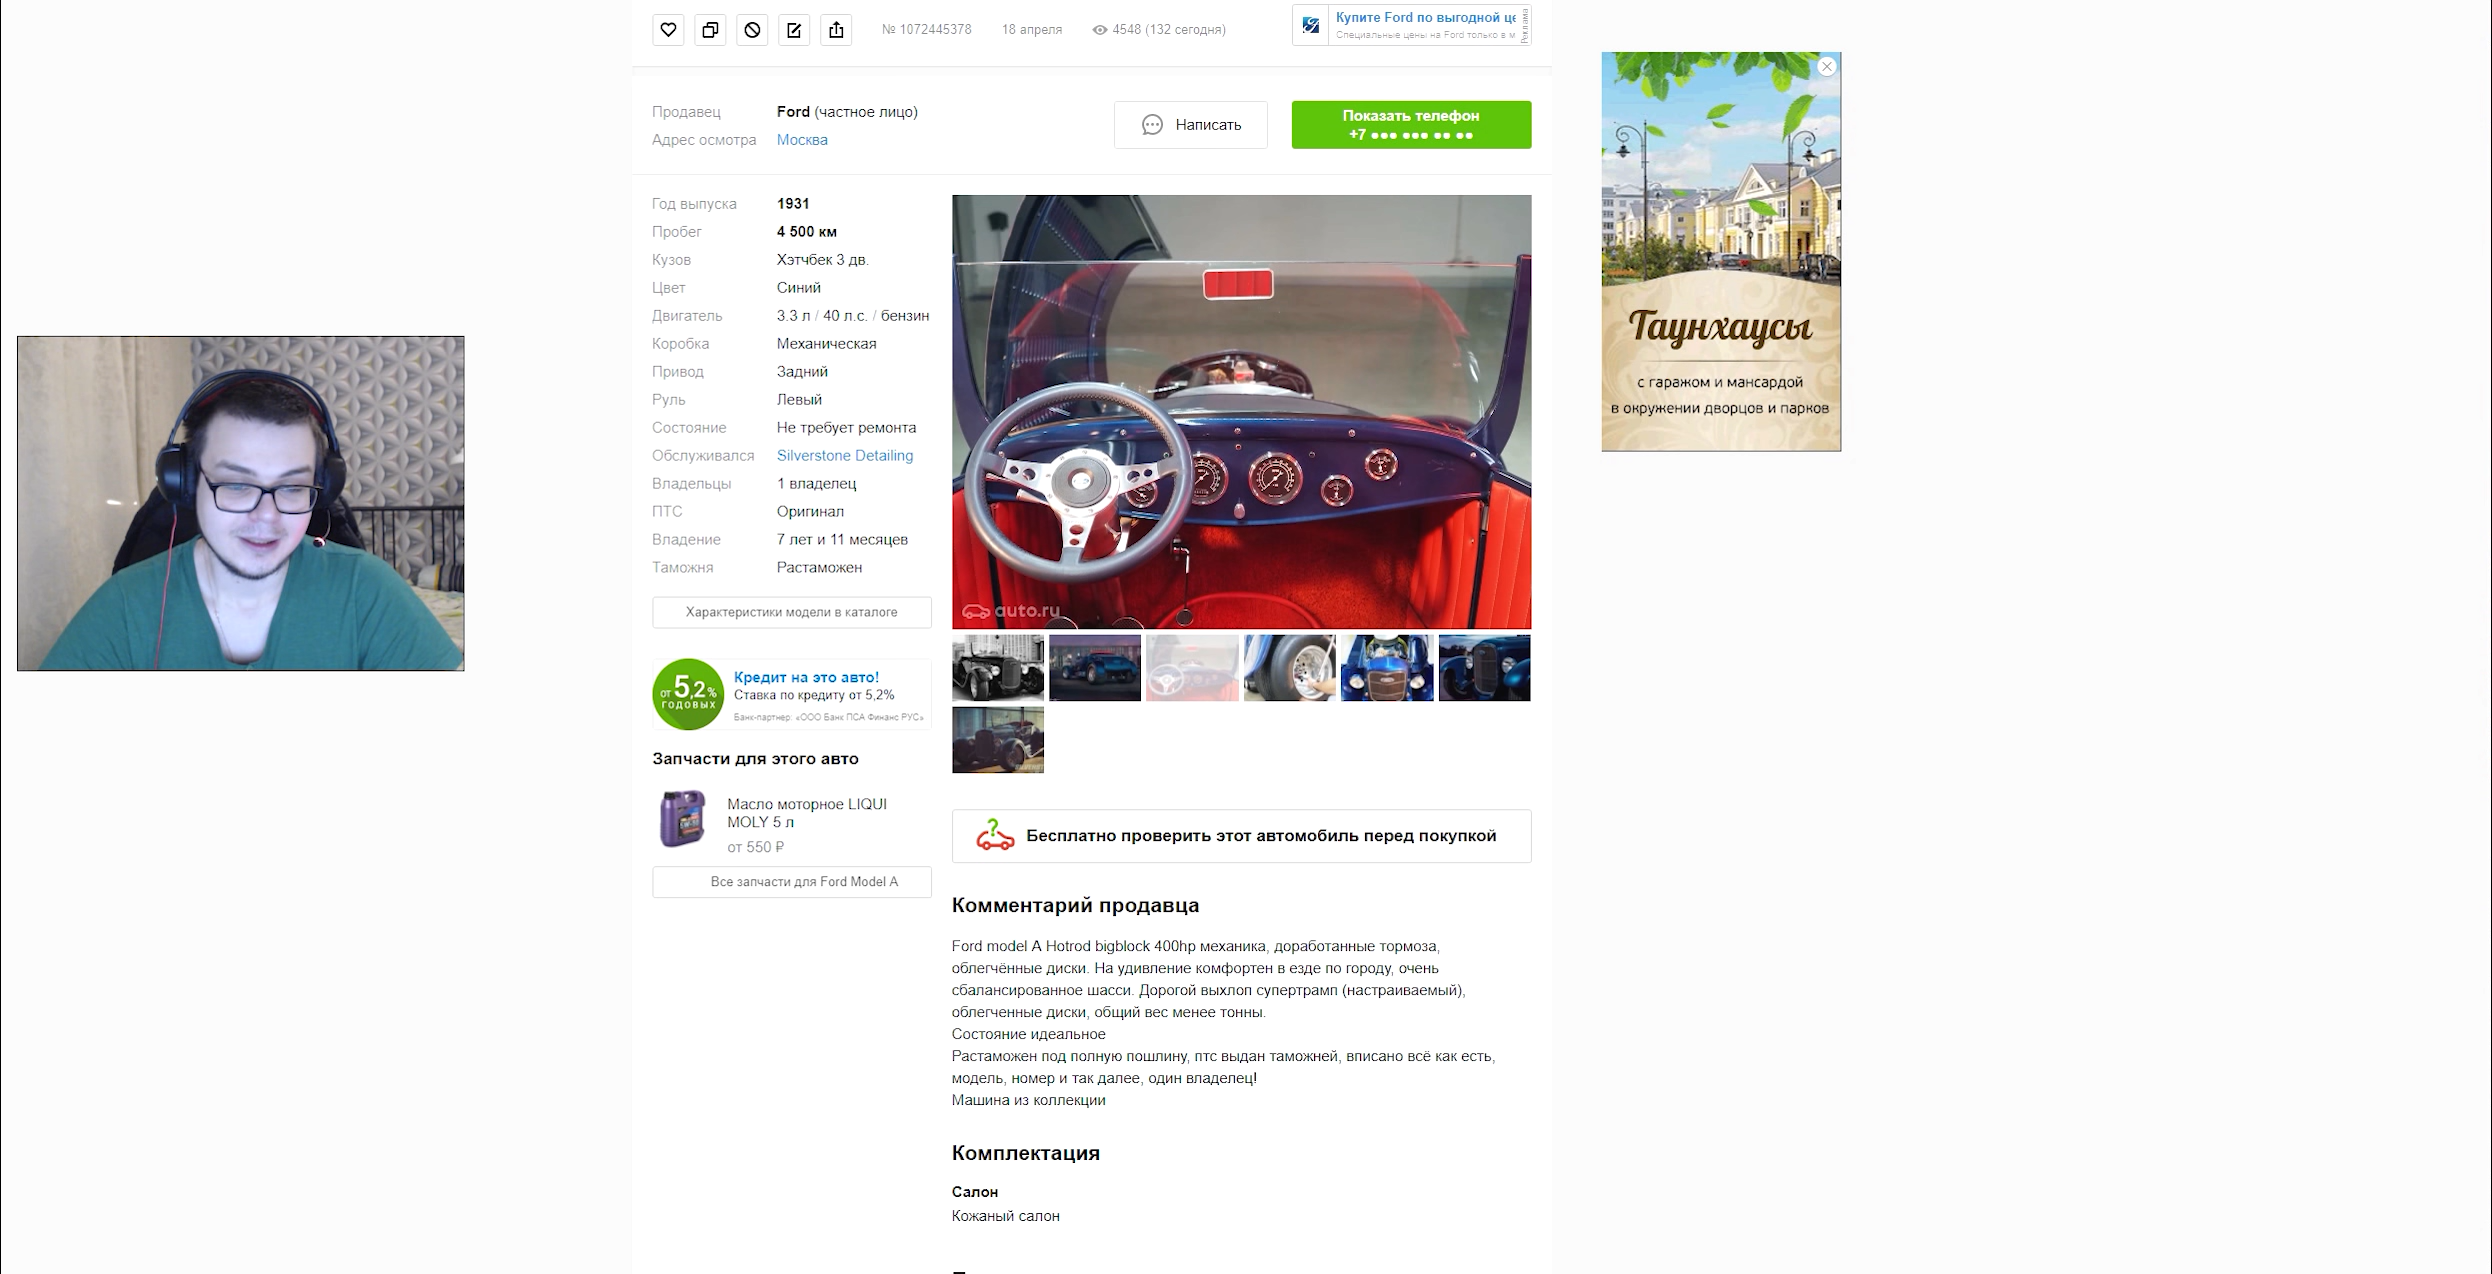 № 1072445378
18 апреля
4548 (132 сегодня)
Купите Ford по выгодной це
Специальные цены на Ford только в м
Реклама
Продавец Ford (частное лицо)
Адрес осмотра Москва
Написать
Показать телефон
+7 ●●● ●●● ●● ●●
Год выпуска 1931
Пробег 4 500 км
Кузов Хэтчбек 3 дв.
Цвет Синий
Двигатель 3.3 л / 40 л.с. / бензин
Коробка Механическая
Привод Задний
Руль Левый
Состояние Не требует ремонта
Обслуживался Silverstone Detailing
Владельцы 1 владелец
ПТС Оригинал
Владение 7 лет и 11 месяцев
Таможня Растаможен
Характеристики модели в каталоге
от 5,2%
годовых
Кредит на это авто!
Ставка по кредиту от 5,2%
Банк-партнер: «ООО Банк ПСА Финанс РУС»
Запчасти для этого авто
Масло моторное LIQUI
MOLY 5 л
от 550 ₽
Все запчасти для Ford Model A
auto.ru
Бесплатно проверить этот автомобиль перед покупкой
Комментарий продавца
Ford model A Hotrod bigblock 400hp механика, доработанные тормоза,
облегчённые диски. На удивление комфортен в езде по городу, очень
сбалансированное шасси. Дорогой выхлоп супертрамп (настраиваемый),
облегченные диски, общий вес менее тонны.
Состояние идеальное
Растаможен под полную пошлину, птс выдан таможней, вписано всё как есть,
модель, номер и так далее, один владелец!
Машина из коллекции
Комплектация
Салон
Кожаный салон
Таунхаусы
с гаражом и мансардой
в окружении дворцов и парков